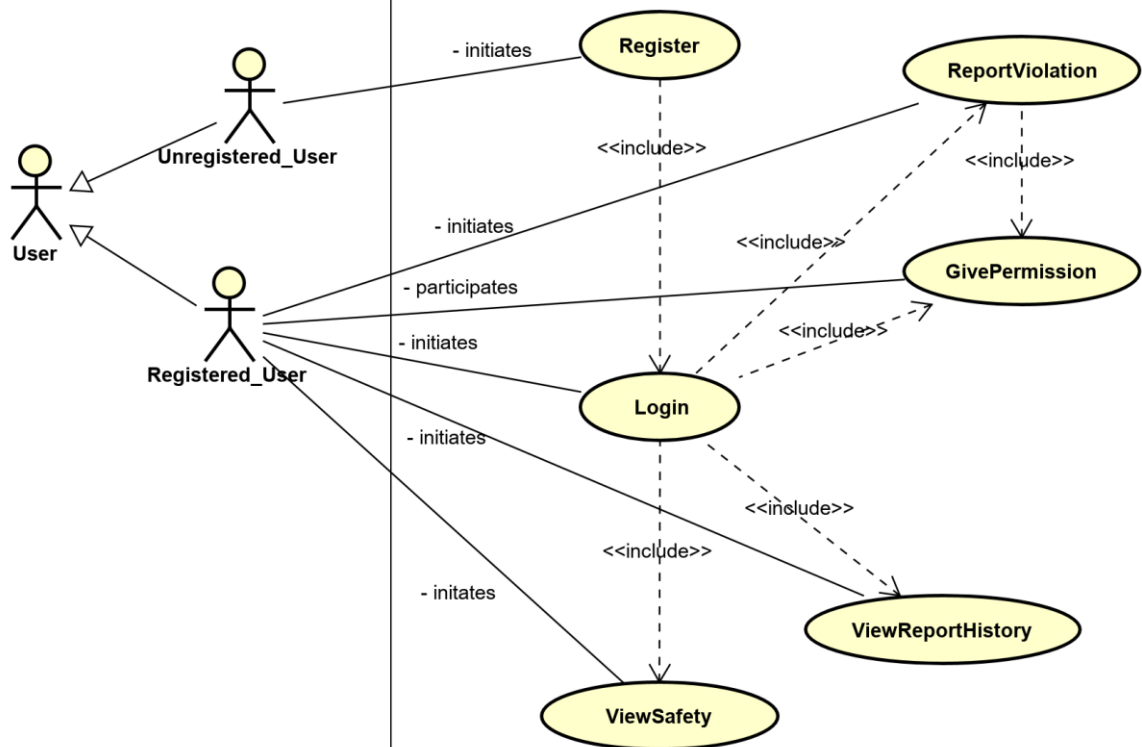 Register
- initiates
ReportViolation
Unregistered_User
<<include>>
<<include>>
User
- initiates
<<include>>
GivePermission
- participates
<<include>>
- initiates
Registered_User
Login
- initiates
<<include>>
<<include>>
- initates
ViewReportHistory
ViewSafety